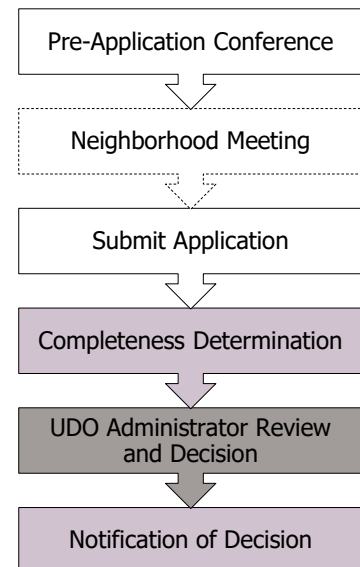 Pre-Application Conference
Neighborhood Meeting
Submit Application
Completeness Determination
UDO Administrator Review
and Decision
Notification of Decision